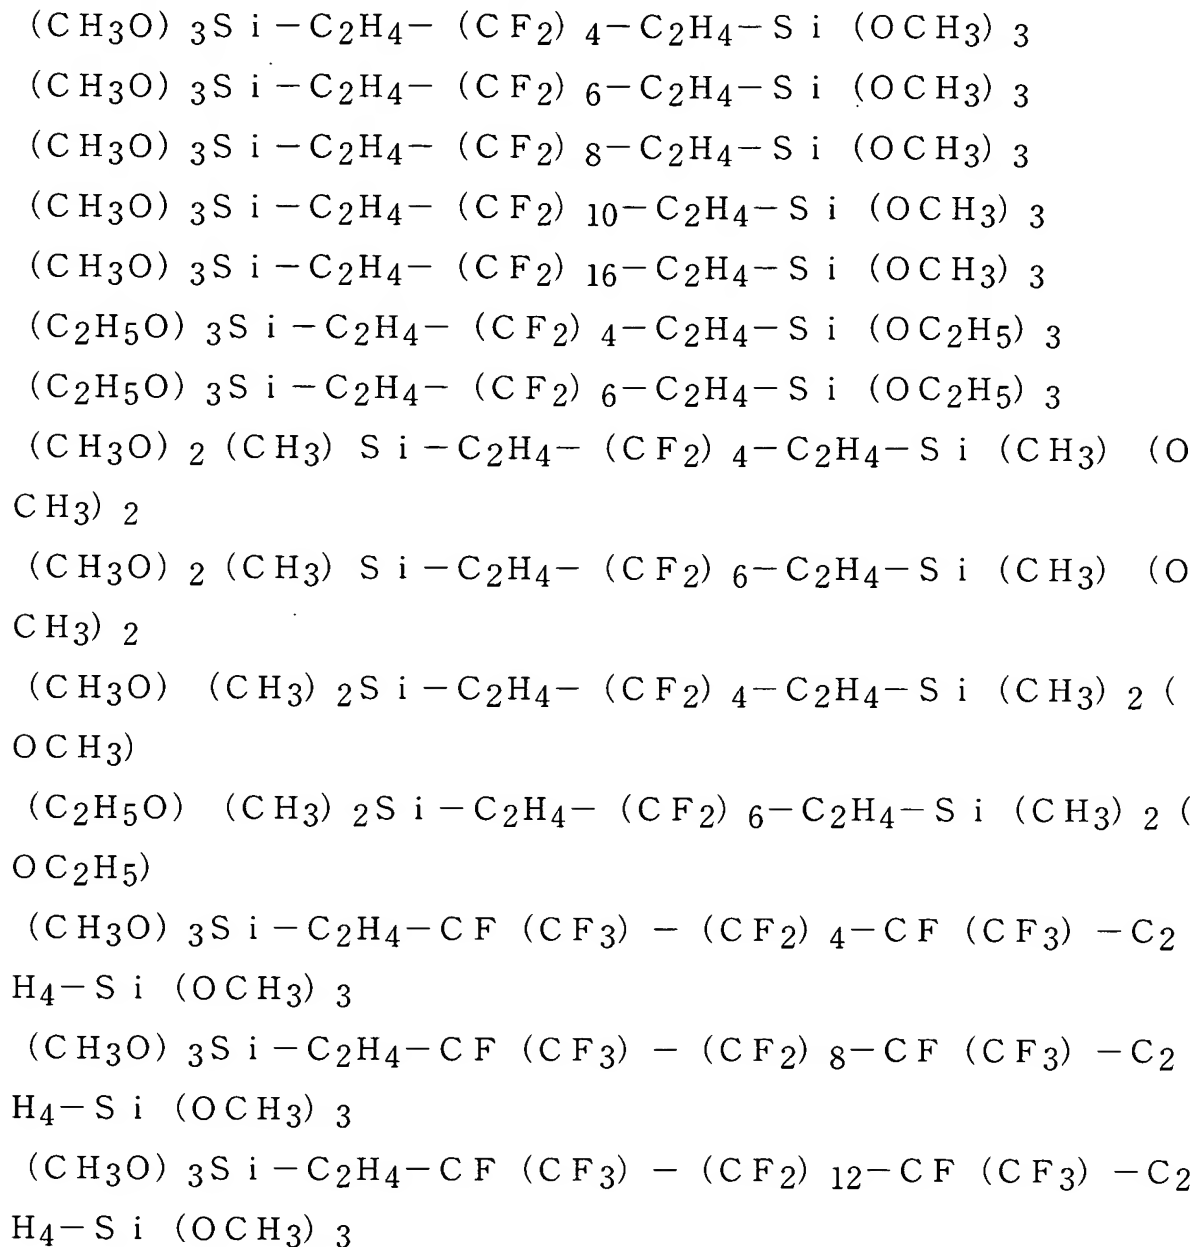 (CH3O)3Si－C2H4－(CF2)4－C2H4－Si(OCH3)3
(CH3O)3Si－C2H4－(CF2)6－C2H4－Si(OCH3)3
(CH3O)3Si－C2H4－(CF2)8－C2H4－Si(OCH3)3
(CH3O)3Si－C2H4－(CF2)10－C2H4－Si(OCH3)3
(CH3O)3Si－C2H4－(CF2)16－C2H4－Si(OCH3)3
(C2H5O)3Si－C2H4－(CF2)4－C2H4－Si(OC2H5)3
(C2H5O)3Si－C2H4－(CF2)6－C2H4－Si(OC2H5)3
(CH3O)2(CH3)Si－C2H4－(CF2)4－C2H4－Si(CH3)(O
CH3)2
(CH3O)2(CH3)Si－C2H4－(CF2)6－C2H4－Si(CH3)(O
CH3)2
(CH3O)(CH3)2Si－C2H4－(CF2)4－C2H4－Si(CH3)2(
OCH3)
(C2H5O)(CH3)2Si－C2H4－(CF2)6－C2H4－Si(CH3)2(
OC2H5)
(CH3O)3Si－C2H4－CF(CF3)－(CF2)4－CF(CF3)－C2
H4－Si(OCH3)3
(CH3O)3Si－C2H4－CF(CF3)－(CF2)8－CF(CF3)－C2
H4－Si(OCH3)3
(CH3O)3Si－C2H4－CF(CF3)－(CF2)12－CF(CF3)－C2
H4－Si(OCH3)3